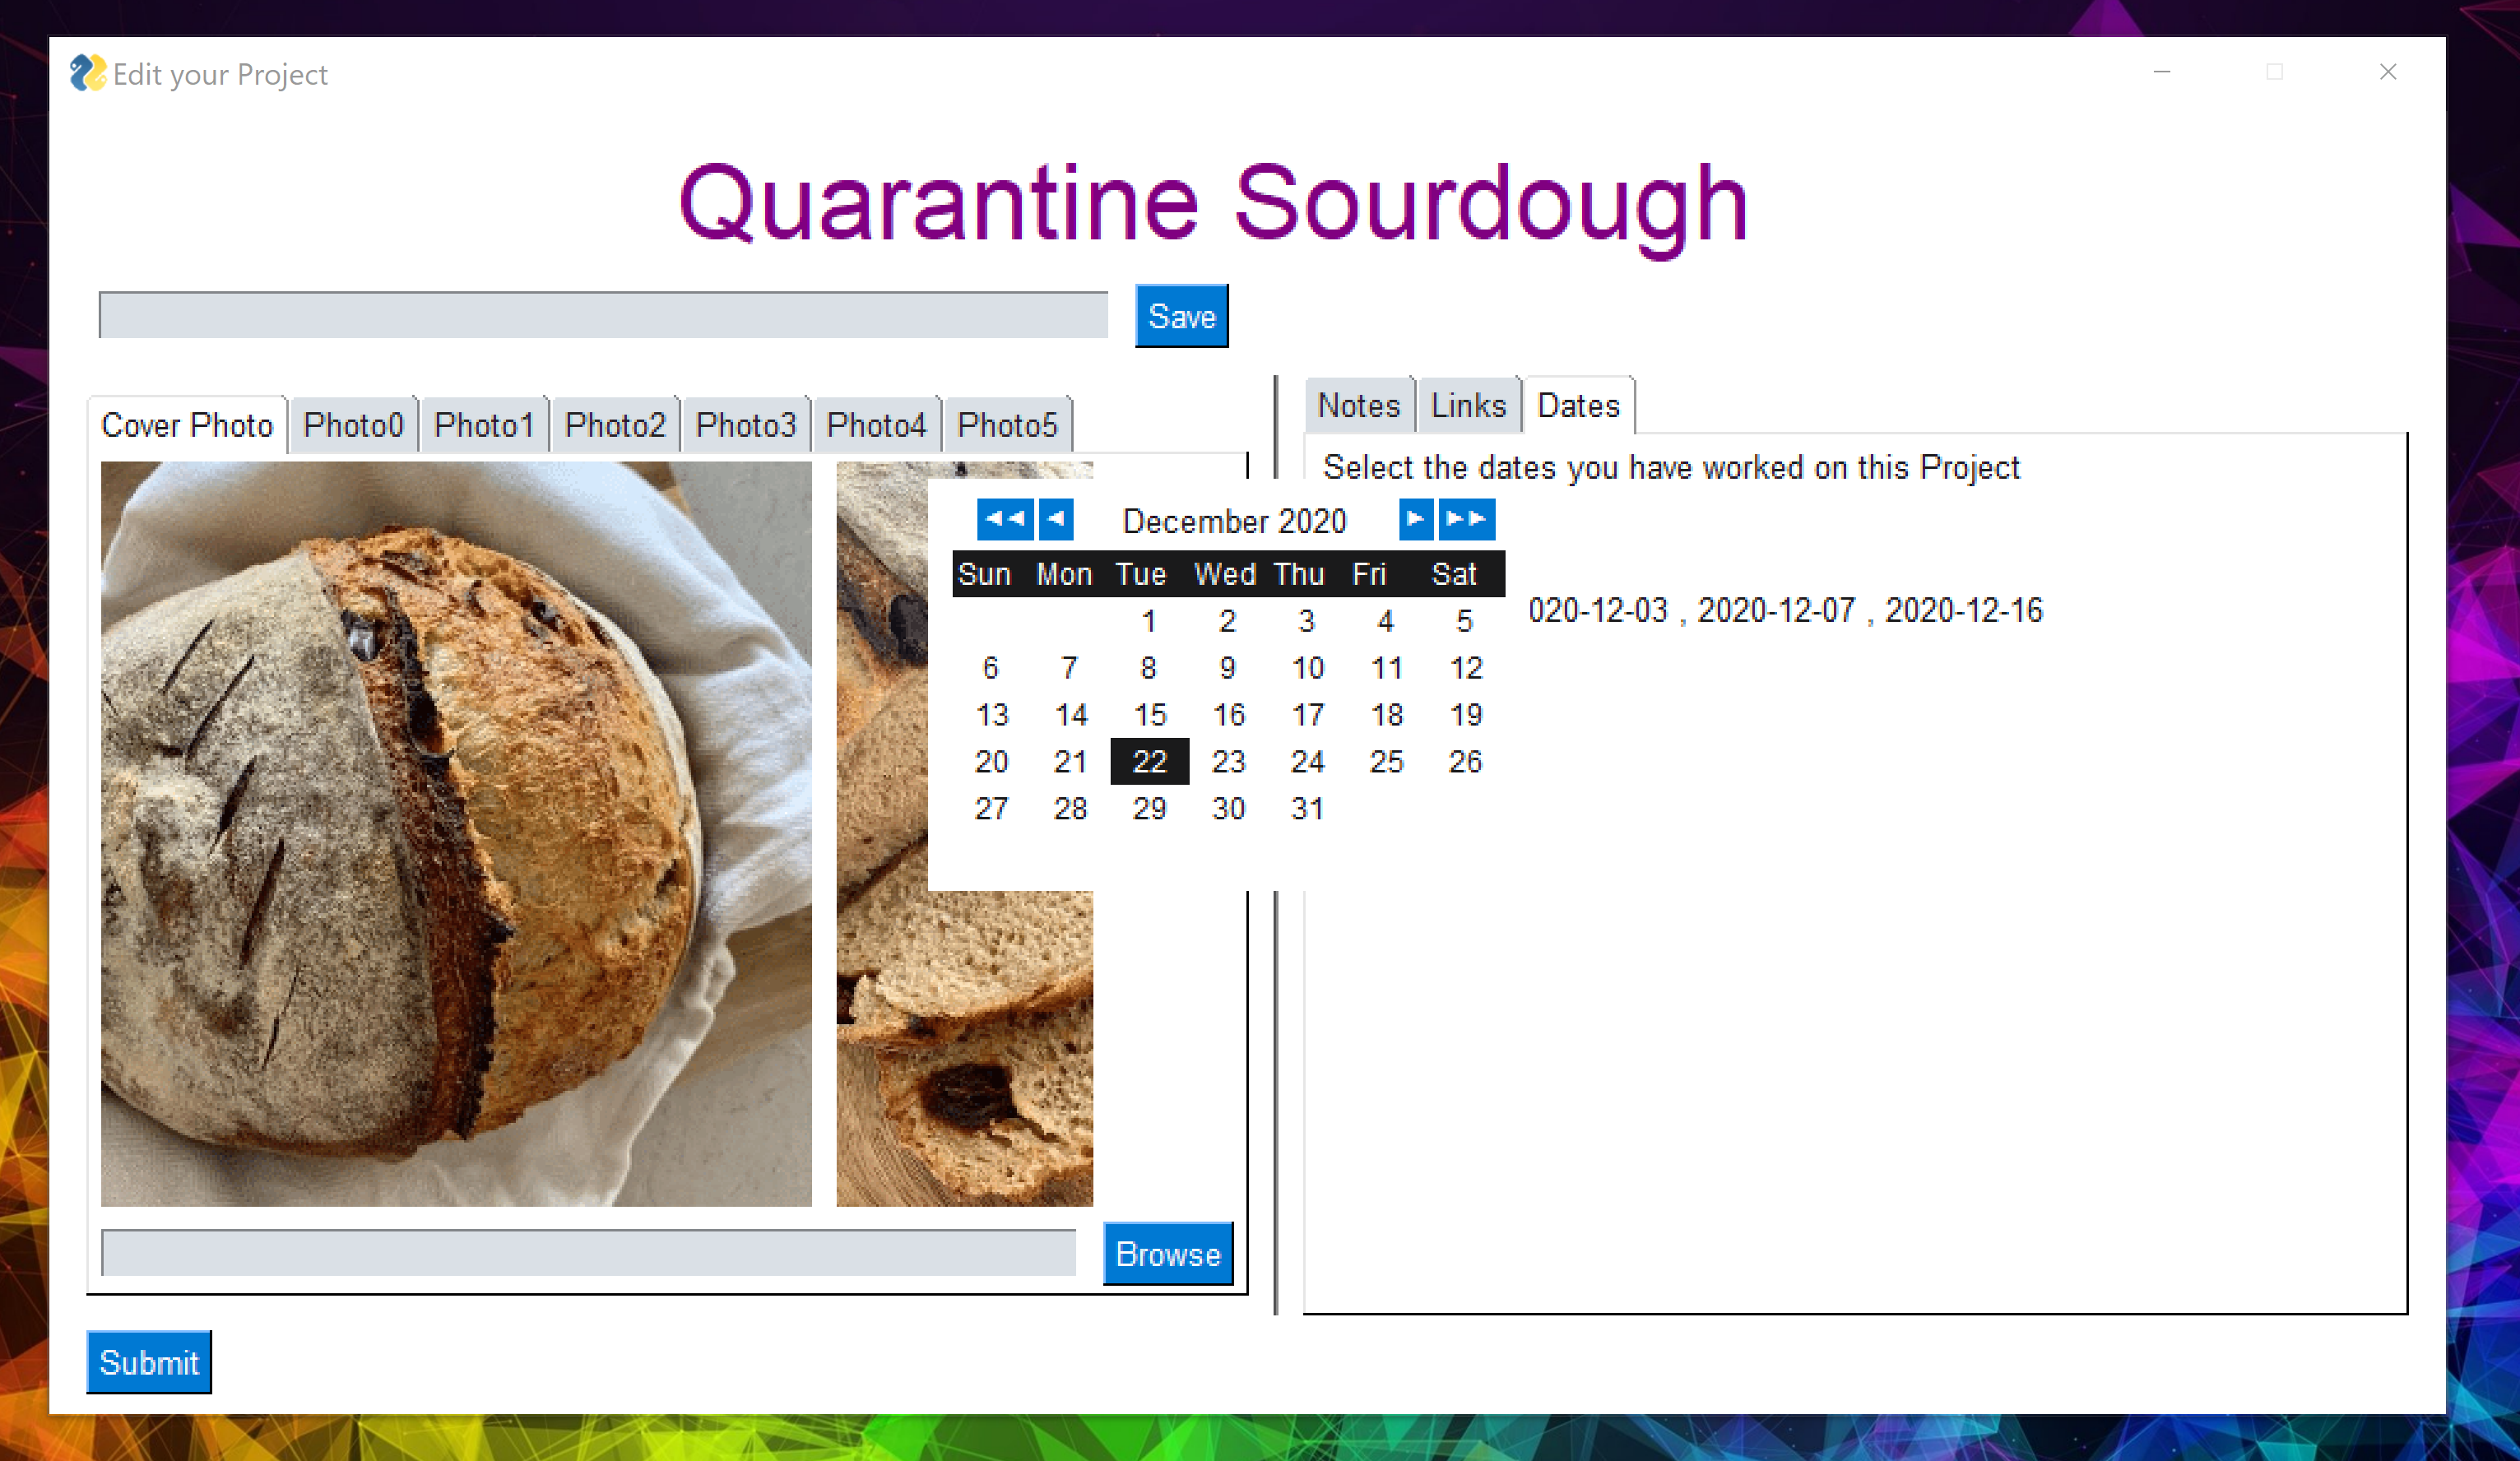 Edit your Project
Quarantine Sourdough
Save
Cover Photo Photo0 Photo1 Photo2 Photo3 Photo4 Photo5
Notes Links Dates
Select the dates you have worked on this Project
December 2020
Sun Mon Tue Wed Thu Fri Sat
1 2 3 4 5
6 7 8 9 10 11 12
13 14 15 16 17 18 19
20 21 22 23 24 25 26
27 28 29 30 31
020-12-03 , 2020-12-07 , 2020-12-16
Browse
Submit